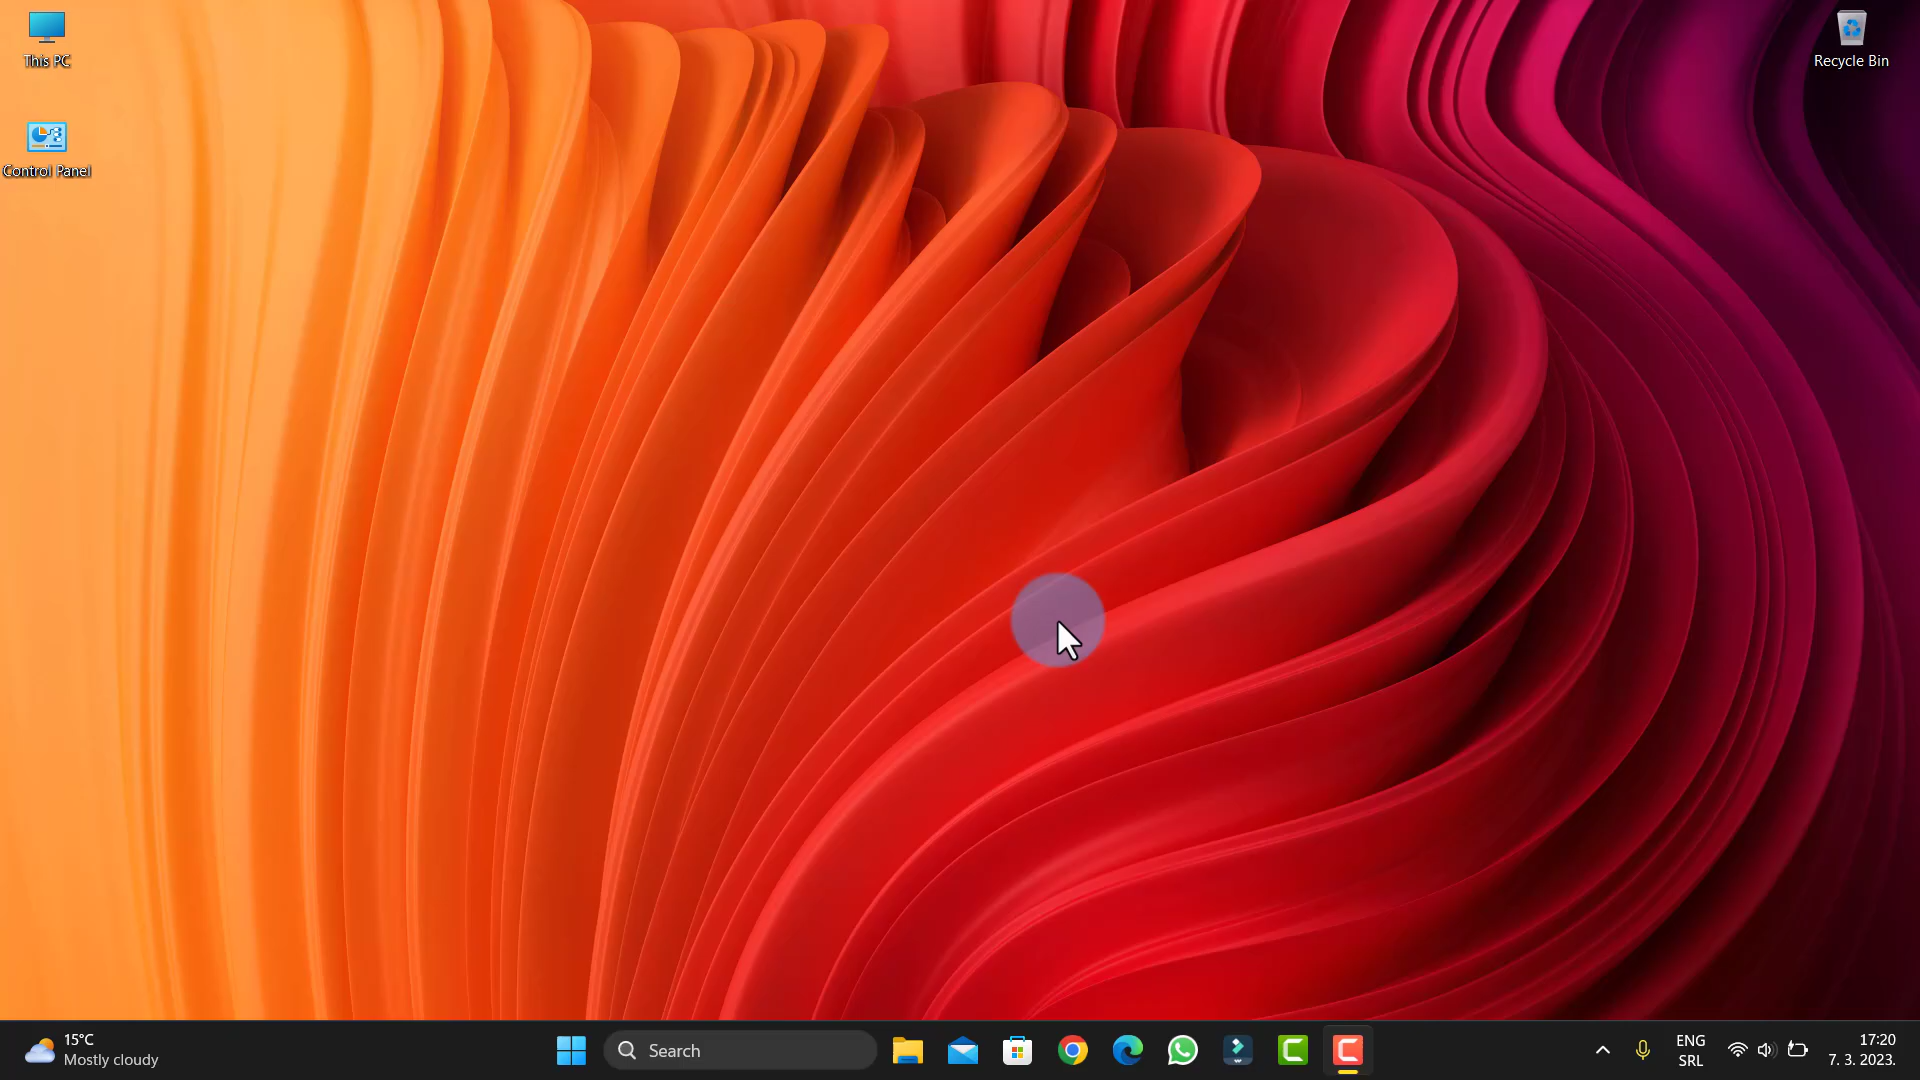 This PC
Recycle Bin
Control Panel
15°C
Mostly cloudy
Search
ENG
SRL
17:20
7. 3. 2023.